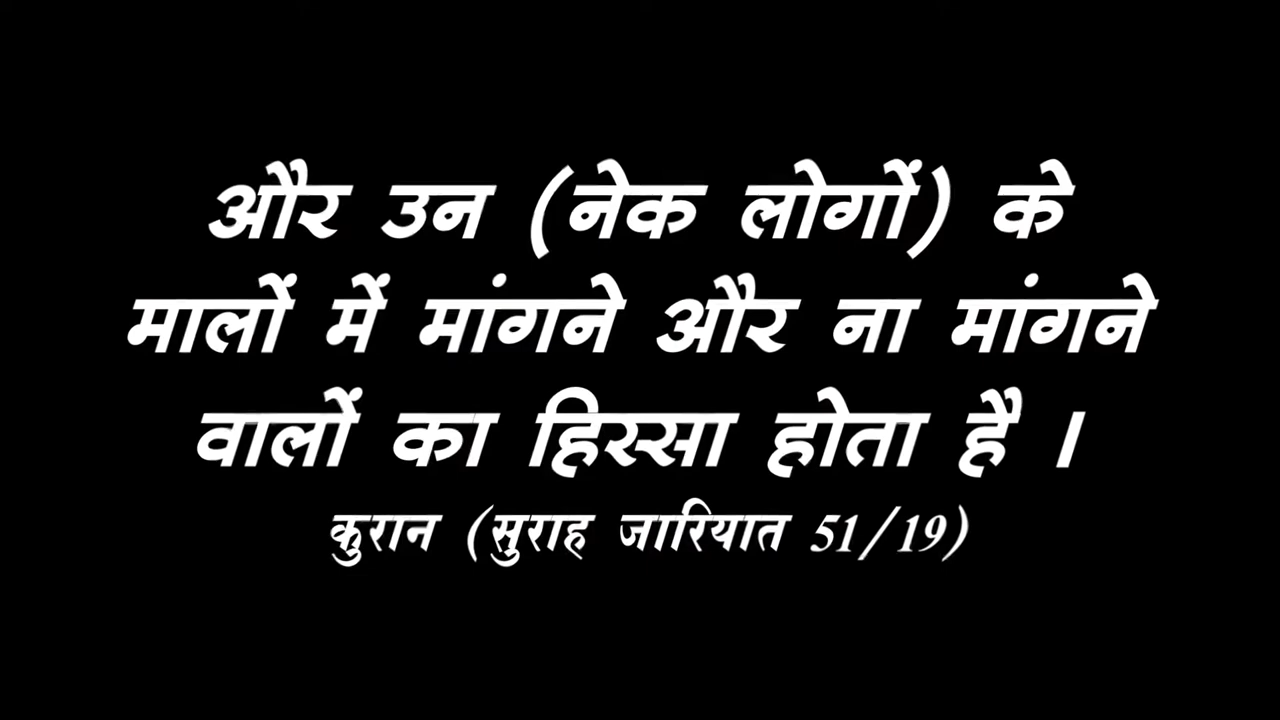 और उन (नेक लोगों) के
मालों में मांगने और ना मांगने
वालों का हिस्सा होता है ।
कुरान (सुराह जारियात 51/19)